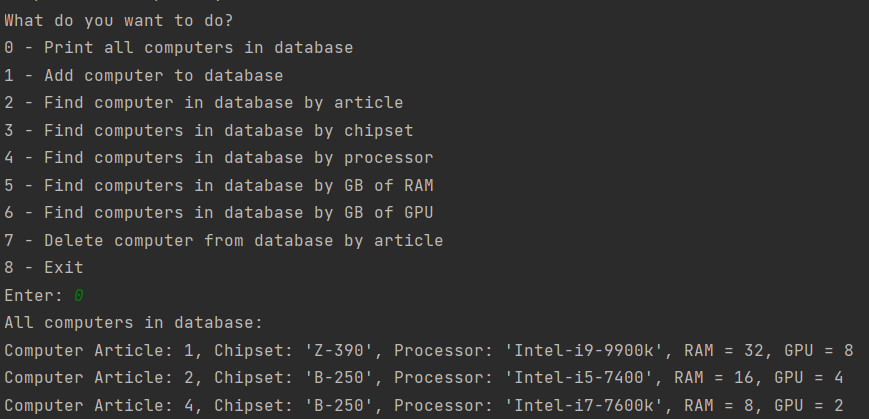 What do you want to do?
0 - Print all computers in database
1 - Add computer to database
2 - Find computer in database by article
3 - Find computers in database by chipset
4 - Find computers in database by processor
5 - Find computers in database by GB of RAM
6 - Find computers in database by GB of GPU
7 - Delete computer from database by article
8 - Exit
Enter: 0
All computers in database:
Computer Article: 1, Chipset: 'Z-390', Processor: 'Intel-i9-9900k', RAM = 32, GPU = 8
Computer Article: 2, Chipset: 'B-250', Processor: 'Intel-i5-7400', RAM = 16, GPU = 4
Computer Article: 4, Chipset: 'B-250', Processor: 'Intel-i7-7600k', RAM = 8, GPU = 2